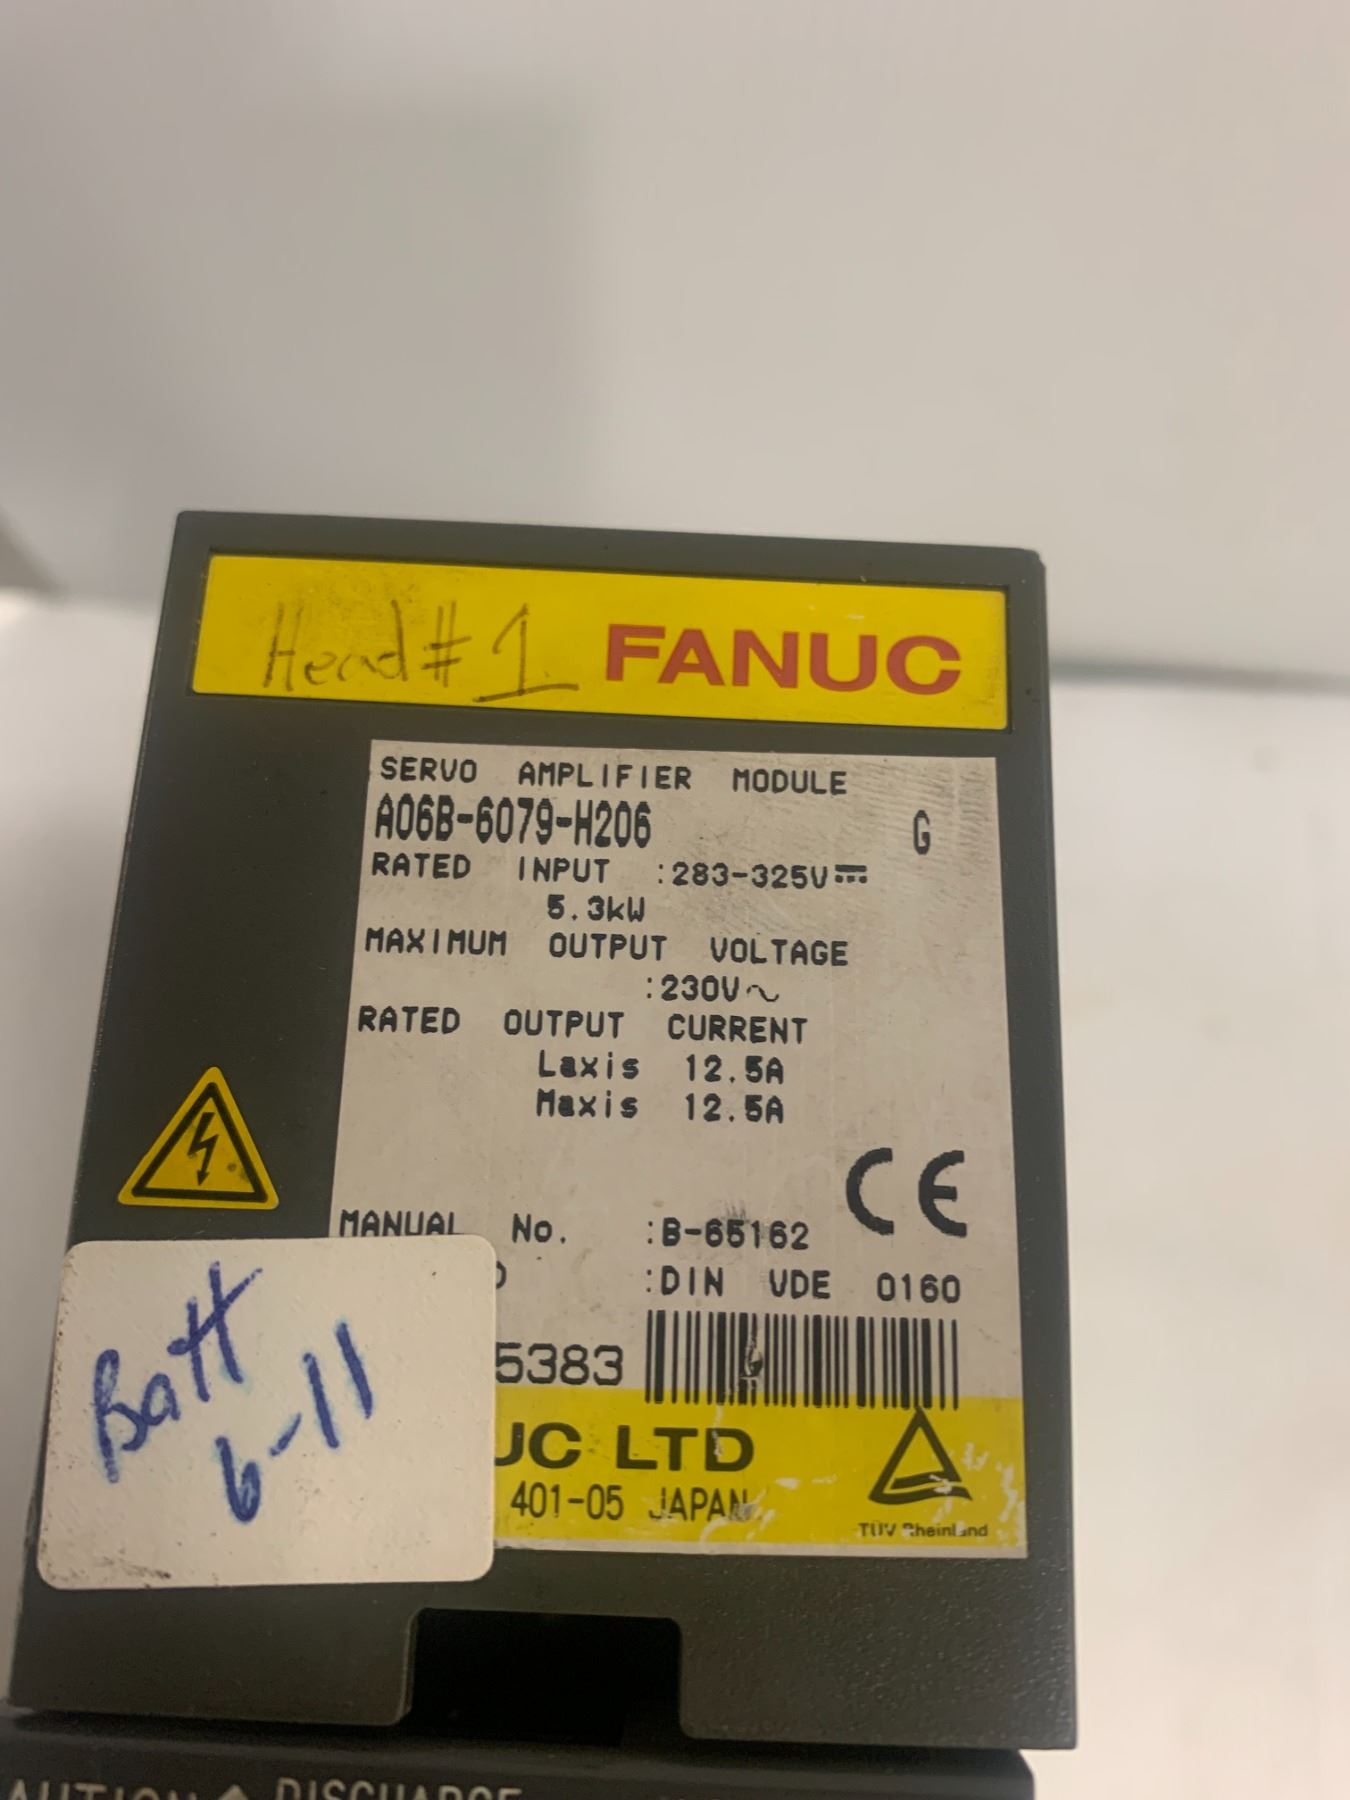 Head # 1 FANUC
SERVO AMPLIFIER MODULE
A06B-6079-H206 G
RATED INPUT :283-325V⎓
5.3kW
MAXIMUM OUTPUT VOLTAGE
:230V~
RATED OUTPUT CURRENT
Laxis 12.5A
Maxis 12.5A
CE
MANUAL No. :B-65162
:DIN VDE 0160
5383
LTD
401-05 JAPAN
TÜV Rheinland
Batt
6-11
DISCHARGE